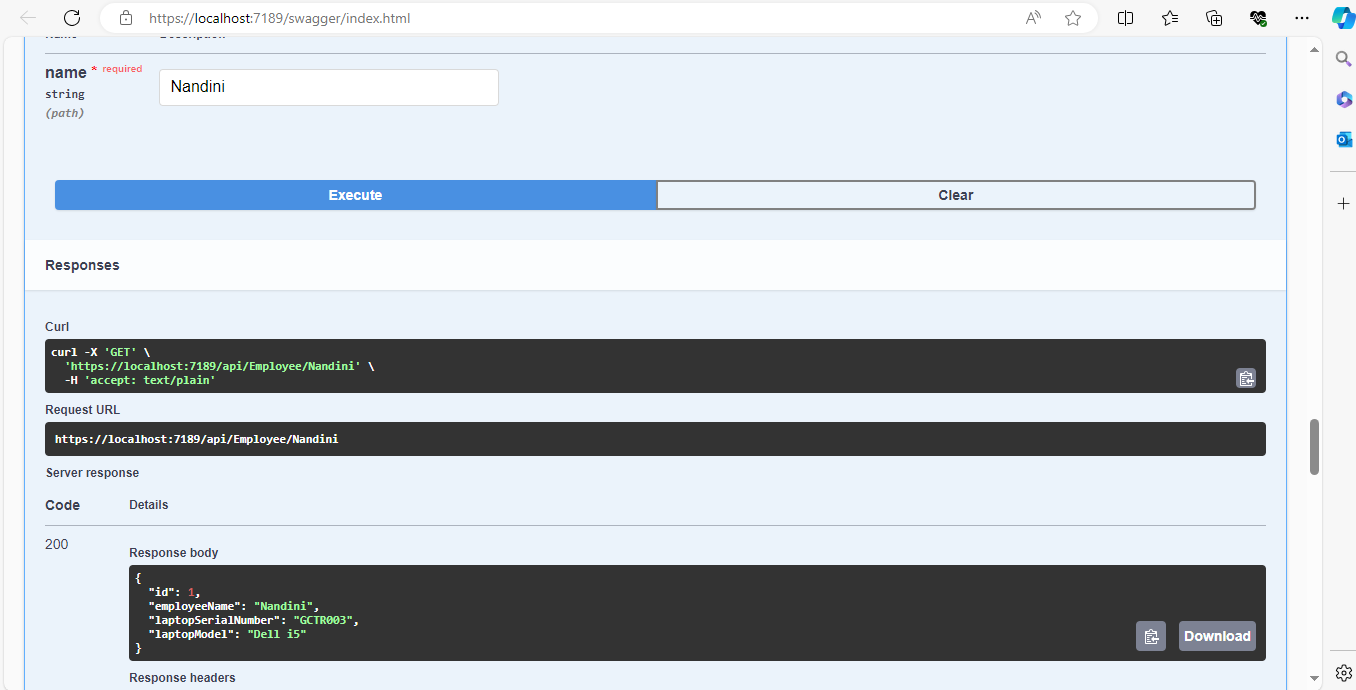 https://localhost:7189/swagger/index.html
Name Description
name * required
string
(path)
Nandini
Execute Clear
Responses
Curl
curl -X 'GET' \
'https://localhost:7189/api/Employee/Nandini' \
-H 'accept: text/plain'
Request URL
https://localhost:7189/api/Employee/Nandini
Server response
Code Details
200
Response body
{
"id": 1,
"employeeName": "Nandini",
"laptopSerialNumber": "GCTR003",
"laptopModel": "Dell i5"
}
Download
Response headers